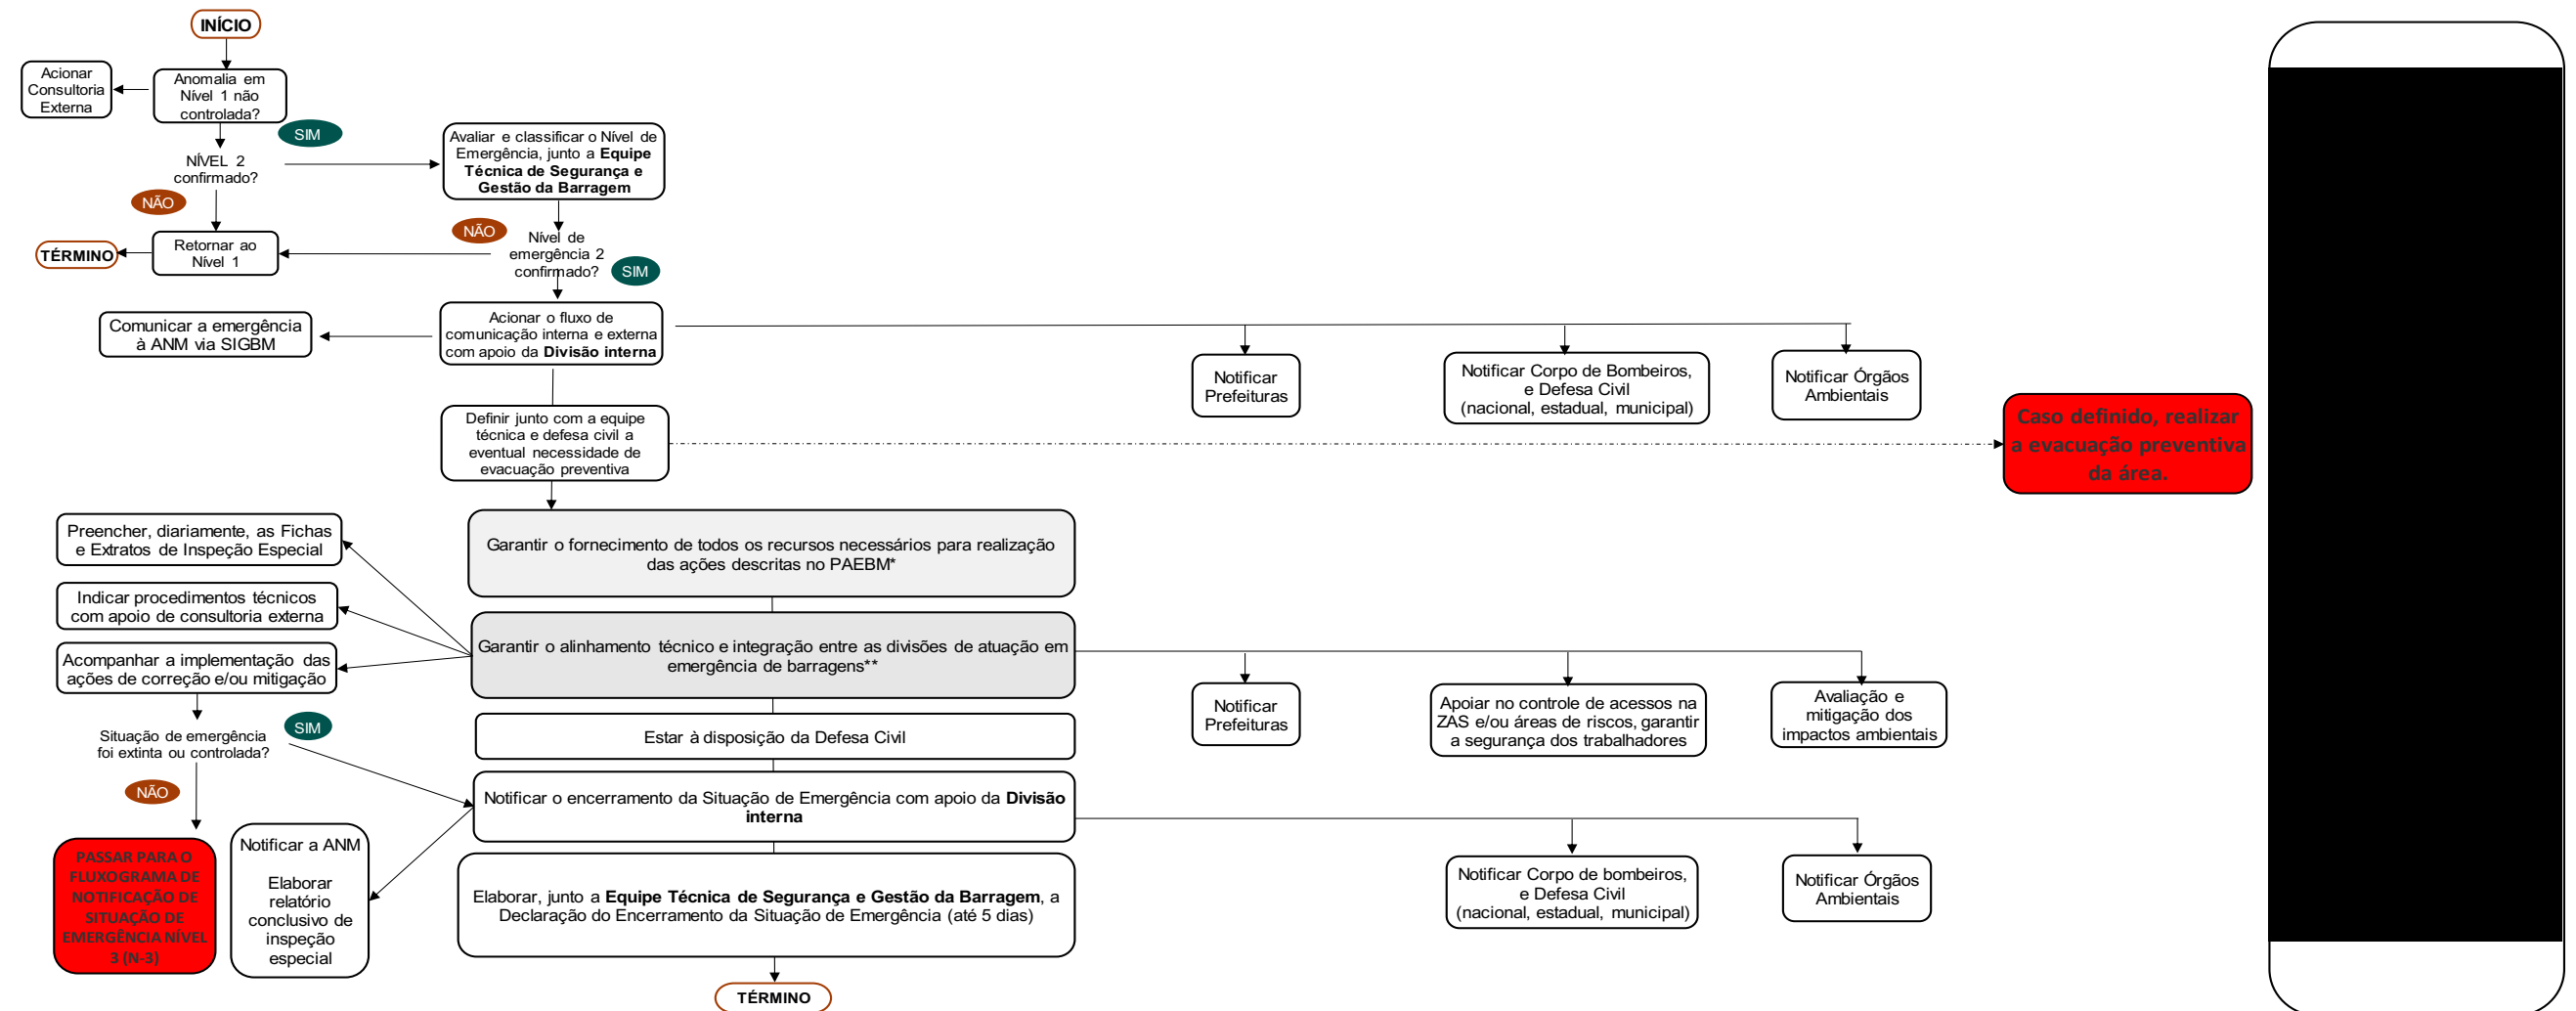 INÍCIO
Acionar
Consultoria
Externa
Anomalia em
Nível 1 não
controlada?
SIM
NÍVEL 2
confirmado?
Avaliar e classificar o Nível de
Emergência, junto a Equipe
Técnica de Segurança e
Gestão da Barragem
NÃO
NÃO
TÉRMINO
Retornar ao
Nível 1
Nível de
emergência 2
confirmado?
SIM
Comunicar a emergência
à ANM via SIGBM
Acionar o fluxo de
comunicação interna e externa
com apoio da Divisão interna
Notificar
Prefeituras
Notificar Corpo de Bombeiros,
e Defesa Civil
(nacional, estadual, municipal)
Notificar Órgãos
Ambientais
Definir junto com a equipe
técnica e defesa civil a
eventual necessidade de
evacuação preventiva
Caso definido, realizar
a evacuação preventiva
da área.
Preencher, diariamente, as Fichas
e Extratos de Inspeção Especial
Garantir o fornecimento de todos os recursos necessários para realização
das ações descritas no PAEBM*
Indicar procedimentos técnicos
com apoio de consultoria externa
Garantir o alinhamento técnico e integração entre as divisões de atuação em
emergência de barragens**
Acompanhar a implementação das
ações de correção e/ou mitigação
Notificar
Prefeituras
Apoiar no controle de acessos na
ZAS e/ou áreas de riscos, garantir
a segurança dos trabalhadores
Avaliação e
mitigação dos
impactos ambientais
Situação de emergência
foi extinta ou controlada?
SIM
Estar à disposição da Defesa Civil
NÃO
Notificar o encerramento da Situação de Emergência com apoio da Divisão
interna
PASSAR PARA O
FLUXOGRAMA DE
NOTIFICAÇÃO DE
SITUAÇÃO DE
EMERGÊNCIA NÍVEL
3 (N-3)
Notificar a ANM
Elaborar
relatório
conclusivo de
inspeção
especial
Elaborar, junto a Equipe Técnica de Segurança e Gestão da Barragem, a
Declaração do Encerramento da Situação de Emergência (até 5 dias)
Notificar Corpo de bombeiros,
e Defesa Civil
(nacional, estadual, municipal)
Notificar Órgãos
Ambientais
TÉRMINO